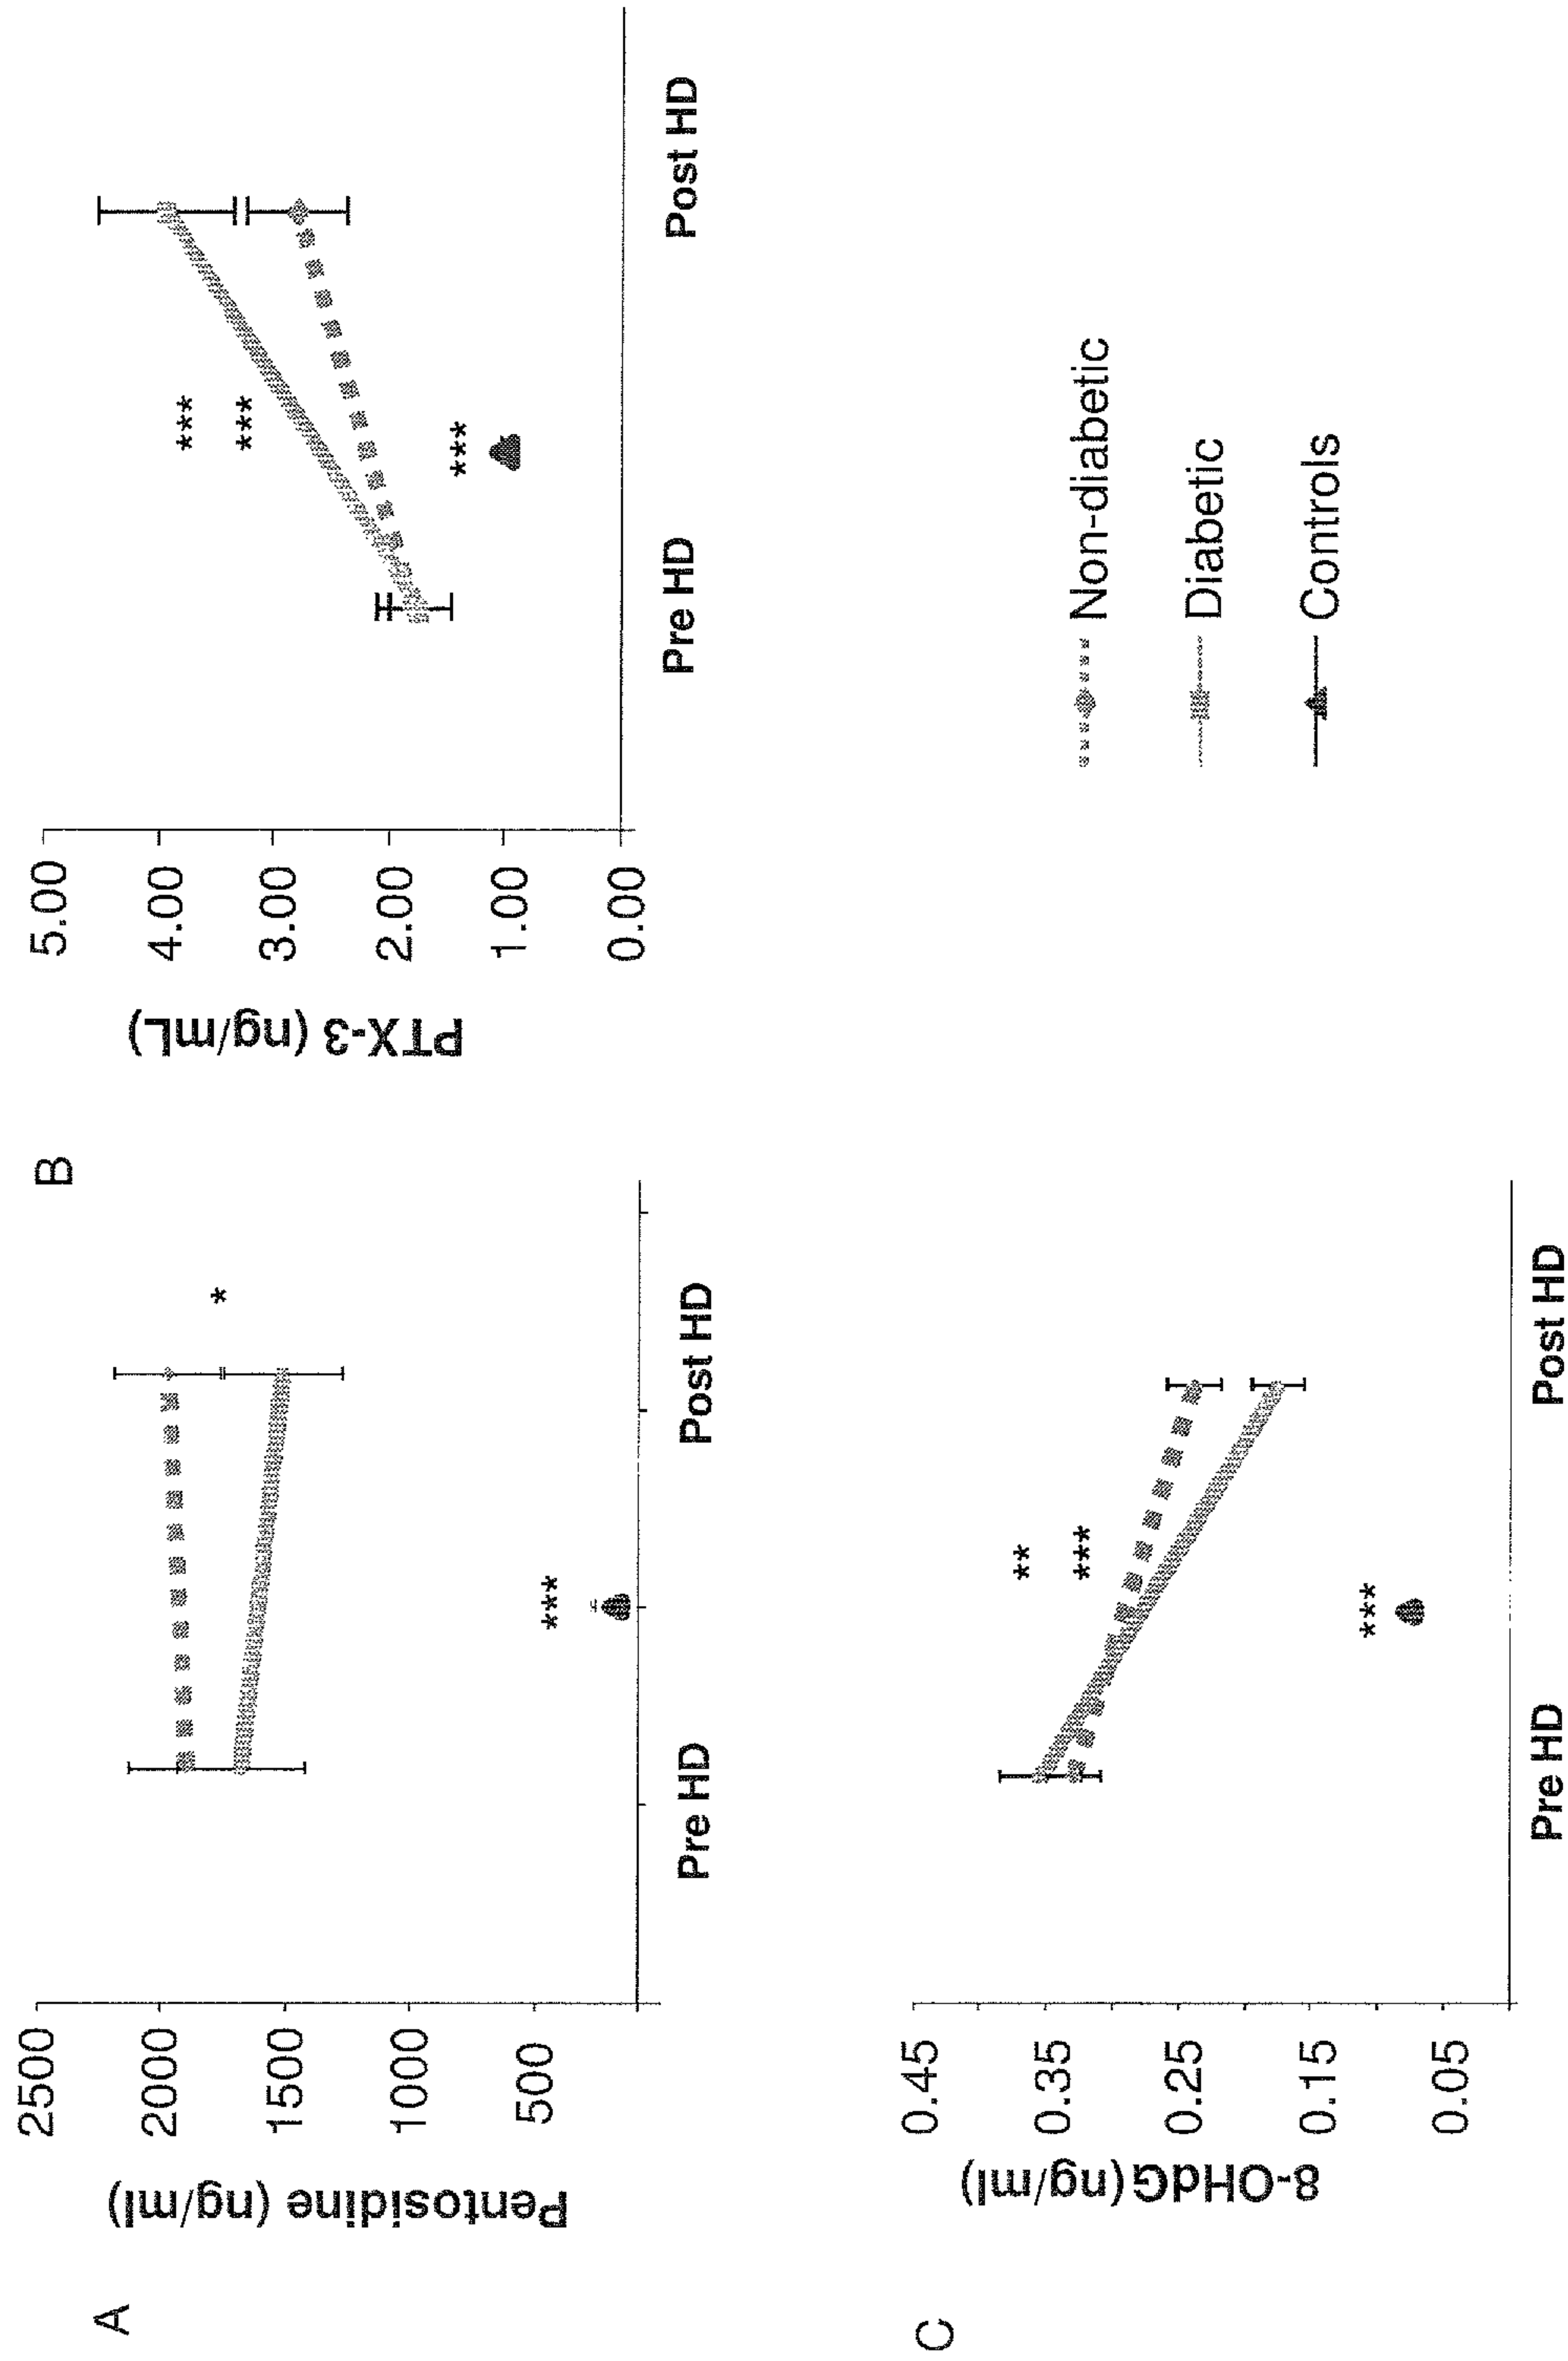 A
Pentosidine (ng/ml)
2500
2000
1500
1000
500
*
***
Pre HD
Post HD
B
PTX-3 (ng/mL)
5.00
4.00
3.00
2.00
1.00
0.00
***
***
***
Pre HD
Post HD
C
8-OHdG (ng/ml)
0.45
0.35
0.25
0.15
0.05
**
***
***
Pre HD
Post HD
Non-diabetic
Diabetic
Controls